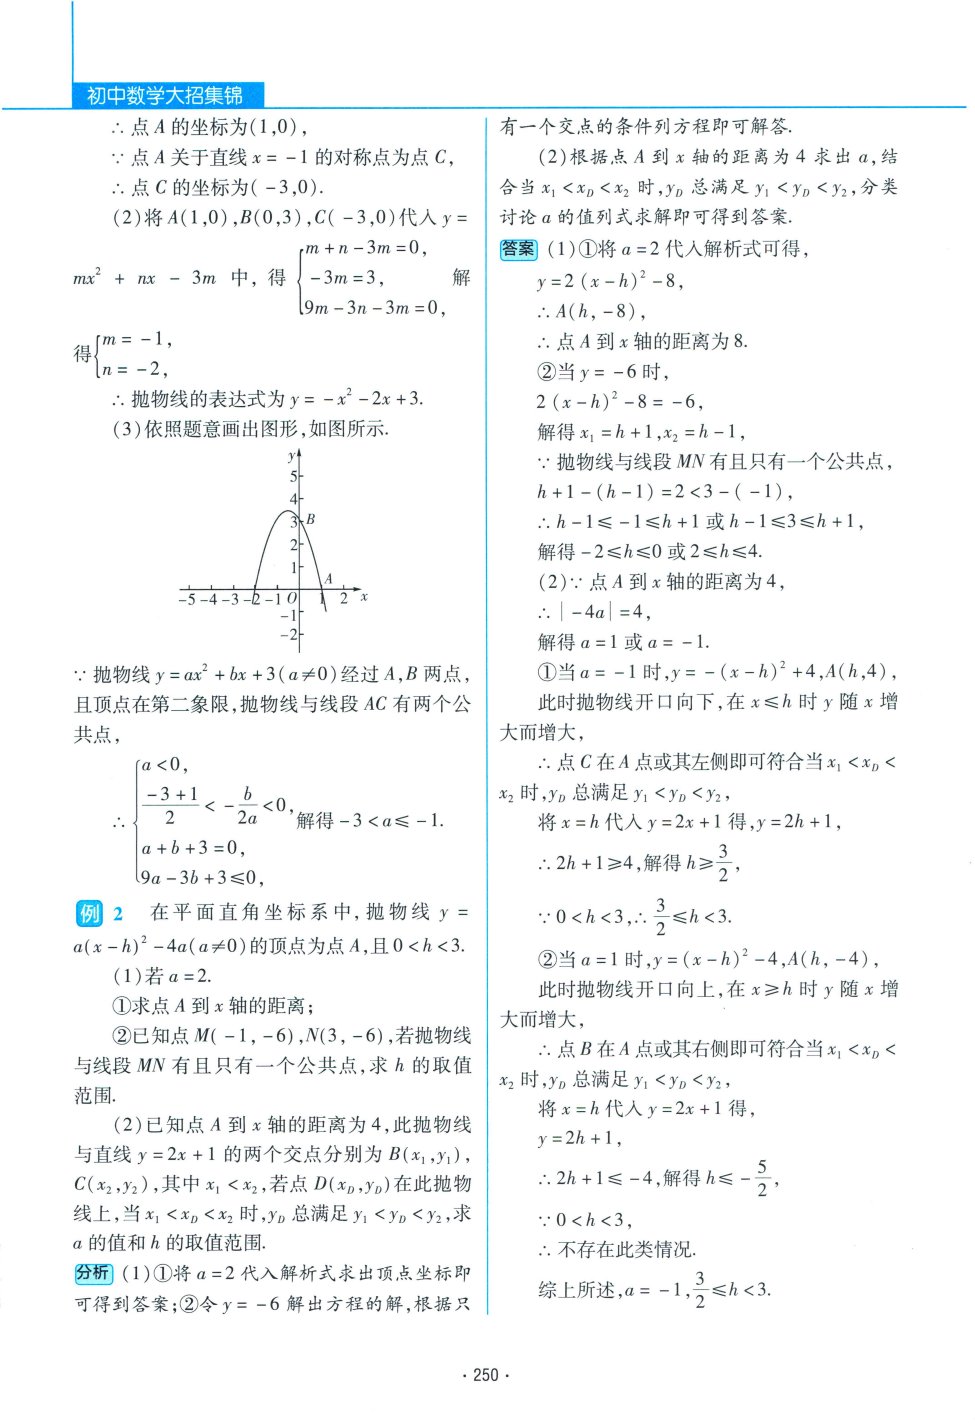 初中数学大招集锦
∴ 点 A 的坐标为(1,0),
∵ 点 A 关于直线 x = -1 的对称点为点 C,
∴ 点 C 的坐标为( -3,0).
(2)将 A(1,0),B(0,3),C( -3,0)代入 y =
mx² + nx - 3m 中, 得 { m + n - 3m = 0, -3m = 3, 9m - 3n - 3m = 0, 解
得 { m = -1, n = -2,
∴ 抛物线的表达式为 y = -x² - 2x + 3.
(3)依照题意画出图形,如图所示.
y
5
4
3 B
2
1
A
-5 -4 -3 -2 -1 O 1 2 x
-1
-2
∵ 抛物线 y = ax² + bx + 3(a≠0)经过 A,B 两点,
且顶点在第二象限,抛物线与线段 AC 有两个公
共点,
∴ { a < 0, (-3+1)/2 < -b/2a < 0, a + b + 3 = 0, 9a - 3b + 3 ≤ 0, 解得 -3 < a ≤ -1.
例 2 在平面直角坐标系中,抛物线 y =
a(x - h)² - 4a(a≠0)的顶点为点 A,且 0 < h < 3.
(1)若 a = 2.
①求点 A 到 x 轴的距离;
②已知点 M( -1, -6),N(3, -6),若抛物线
与线段 MN 有且只有一个公共点,求 h 的取值
范围.
(2)已知点 A 到 x 轴的距离为 4,此抛物线
与直线 y = 2x + 1 的两个交点分别为 B(x₁,y₁),
C(x₂,y₂),其中 x₁ < x₂,若点 D(x_D,y_D)在此抛物
线上,当 x₁ < x_D < x₂ 时,y_D 总满足 y₁ < y_D < y₂,求
a 的值和 h 的取值范围.
分析 (1)①将 a = 2 代入解析式求出顶点坐标即
可得到答案;②令 y = -6 解出方程的解,根据只
有一个交点的条件列方程即可解答.
(2)根据点 A 到 x 轴的距离为 4 求出 a,结
合当 x₁ < x_D < x₂ 时,y_D 总满足 y₁ < y_D < y₂,分类
讨论 a 的值列式求解即可得到答案.
答案 (1)①将 a = 2 代入解析式可得,
y = 2 (x - h)² - 8,
∴ A(h, -8),
∴ 点 A 到 x 轴的距离为 8.
②当 y = -6 时,
2 (x - h)² - 8 = -6,
解得 x₁ = h + 1,x₂ = h - 1,
∵ 抛物线与线段 MN 有且只有一个公共点,
h + 1 - (h - 1) = 2 < 3 - ( -1),
∴ h - 1 ≤ -1 ≤ h + 1 或 h - 1 ≤ 3 ≤ h + 1,
解得 -2 ≤ h ≤ 0 或 2 ≤ h ≤ 4.
(2)∵ 点 A 到 x 轴的距离为 4,
∴ | -4a | = 4,
解得 a = 1 或 a = -1.
①当 a = -1 时,y = -(x - h)² + 4,A(h,4),
此时抛物线开口向下,在 x ≤ h 时 y 随 x 增
大而增大,
∴ 点 C 在 A 点或其左侧即可符合当 x₁ < x_D <
x₂ 时,y_D 总满足 y₁ < y_D < y₂,
将 x = h 代入 y = 2x + 1 得,y = 2h + 1,
∴ 2h + 1 ≥ 4,解得 h ≥ 3/2,
∵ 0 < h < 3,∴ 3/2 ≤ h < 3.
②当 a = 1 时,y = (x - h)² - 4,A(h, -4),
此时抛物线开口向上,在 x ≥ h 时 y 随 x 增
大而增大,
∴ 点 B 在 A 点或其右侧即可符合当 x₁ < x_D <
x₂ 时,y_D 总满足 y₁ < y_D < y₂,
将 x = h 代入 y = 2x + 1 得,
y = 2h + 1,
∴ 2h + 1 ≤ -4,解得 h ≤ -5/2,
∵ 0 < h < 3,
∴ 不存在此类情况.
综上所述,a = -1, 3/2 ≤ h < 3.
· 250 ·